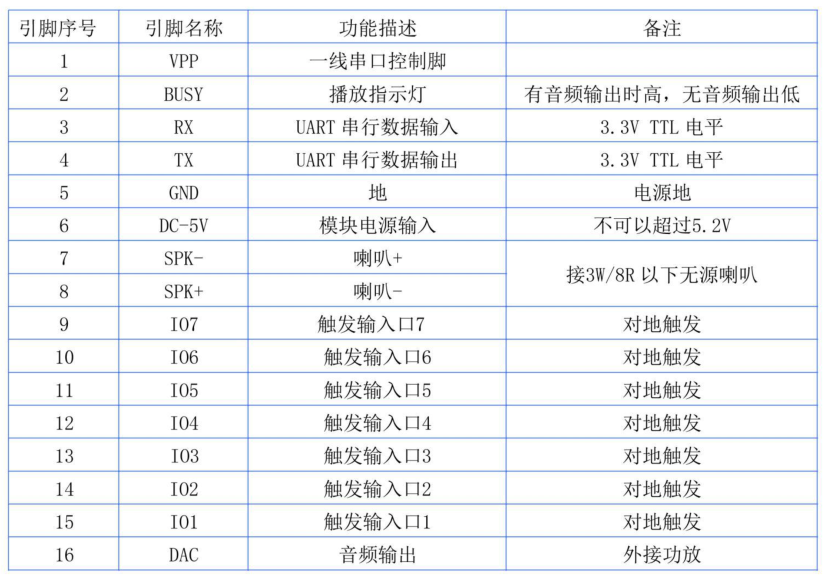 引脚序号 引脚名称 功能描述 备注
1 VPP 一线串口控制脚
2 BUSY 播放指示灯 有音频输出时高，无音频输出低
3 RX UART 串行数据输入 3.3V TTL 电平
4 TX UART 串行数据输出 3.3V TTL 电平
5 GND 地 电源地
6 DC-5V 模块电源输入 不可以超过5.2V
7 SPK- 喇叭+ 接3W/8R 以下无源喇叭
8 SPK+ 喇叭-
9 IO7 触发输入口7 对地触发
10 IO6 触发输入口6 对地触发
11 IO5 触发输入口5 对地触发
12 IO4 触发输入口4 对地触发
13 IO3 触发输入口3 对地触发
14 IO2 触发输入口2 对地触发
15 IO1 触发输入口1 对地触发
16 DAC 音频输出 外接功放